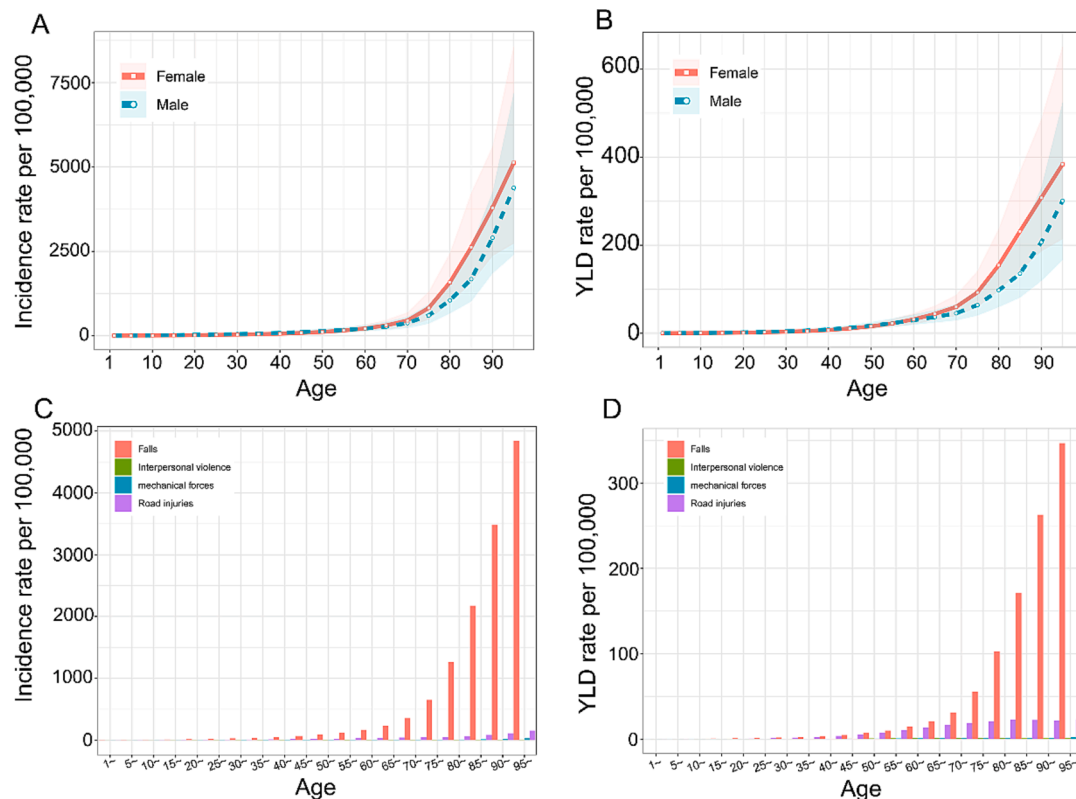 A
Incidence rate per 100,000
7500
5000
2500
0
Female
Male
1 10 20 30 40 50 60 70 80 90
Age
B
YLD rate per 100,000
600
400
200
0
Female
Male
1 10 20 30 40 50 60 70 80 90
Age
C
Incidence rate per 100,000
5000
4000
3000
2000
1000
0
Falls
Interpersonal violence
mechanical forces
Road injuries
1~ 5~ 10~ 15~ 20~ 25~ 30~ 35~ 40~ 45~ 50~ 55~ 60~ 65~ 70~ 75~ 80~ 85~ 90~ 95~
Age
D
YLD rate per 100,000
300
200
100
0
Falls
Interpersonal violence
mechanical forces
Road injuries
1~ 5~ 10~ 15~ 20~ 25~ 30~ 35~ 40~ 45~ 50~ 55~ 60~ 65~ 70~ 75~ 80~ 85~ 90~ 95~
Age